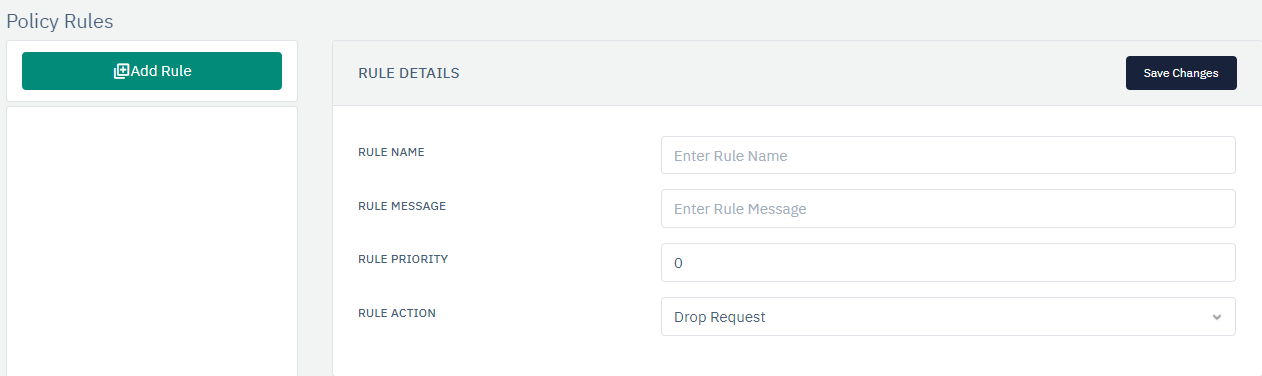 Policy Rules
Add Rule
RULE DETAILS
Save Changes
RULE NAME
Enter Rule Name
RULE MESSAGE
Enter Rule Message
RULE PRIORITY
0
RULE ACTION
Drop Request